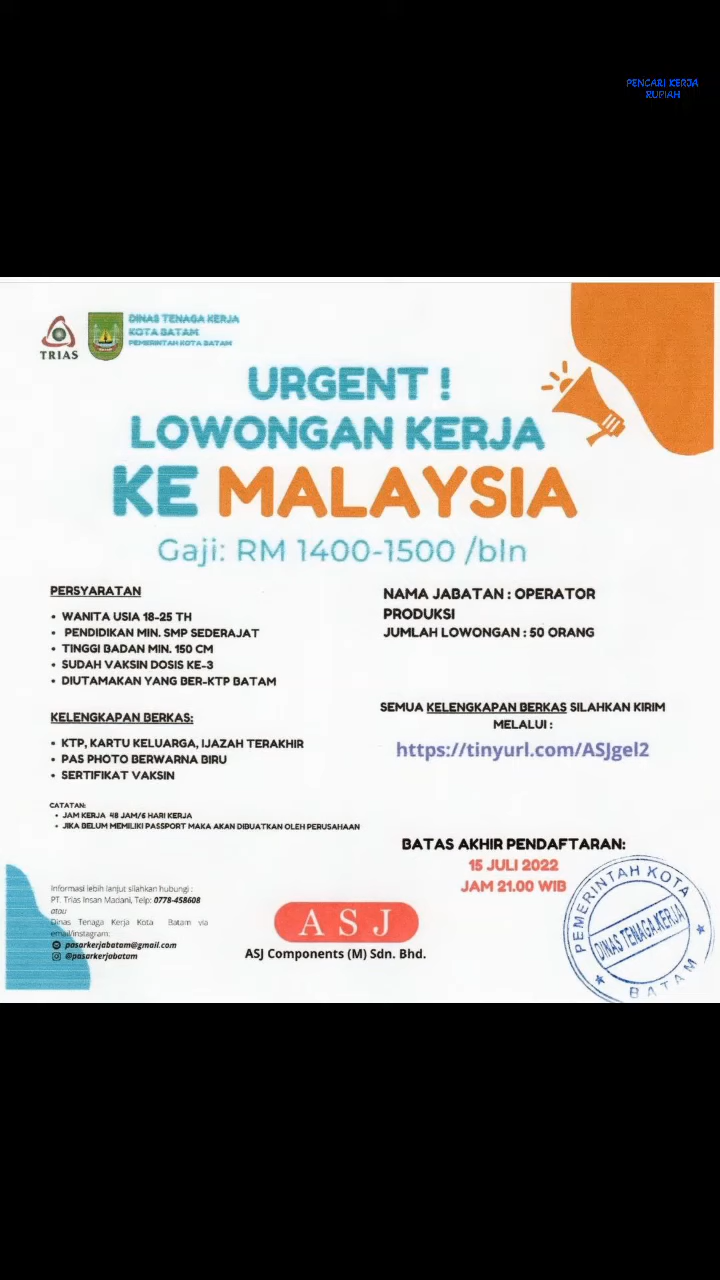 PENCARI KERJA
RUPIAH
TRIAS
DINAS TENAGA KERJA
KOTA BATAM
PEMERINTAH KOTA BATAM
URGENT !
LOWONGAN KERJA
KE MALAYSIA
Gaji: RM 1400-1500 /bln
PERSYARATAN
• WANITA USIA 18-25 TH
• PENDIDIKAN MIN. SMP SEDERAJAT
• TINGGI BADAN MIN. 150 CM
• SUDAH VAKSIN DOSIS KE-3
• DIUTAMAKAN YANG BER-KTP BATAM
KELENGKAPAN BERKAS:
• KTP, KARTU KELUARGA, IJAZAH TERAKHIR
• PAS PHOTO BERWARNA BIRU
• SERTIFIKAT VAKSIN
CATATAN:
• JAM KERJA 48 JAM/6 HARI KERJA
• JIKA BELUM MEMILIKI PASSPORT MAKA AKAN DIBUATKAN OLEH PERUSAHAAN
NAMA JABATAN : OPERATOR
PRODUKSI
JUMLAH LOWONGAN : 50 ORANG
SEMUA KELENGKAPAN BERKAS SILAHKAN KIRIM
MELALUI :
https://tinyurl.com/ASJgel2
BATAS AKHIR PENDAFTARAN:
15 JULI 2022
JAM 21.00 WIB
Informasi lebih lanjut silahkan hubungi :
PT. Trias Insan Madani, Telp: 0778-458608
atau
Dinas Tenaga Kerja Kota Batam via
email/instagram:
pasarkerjabatam@gmail.com
@pasarkerjabatam
ASJ
ASJ Components (M) Sdn. Bhd.
PEMERINTAH KOTA
DINAS TENAGA KERJA
BATAM